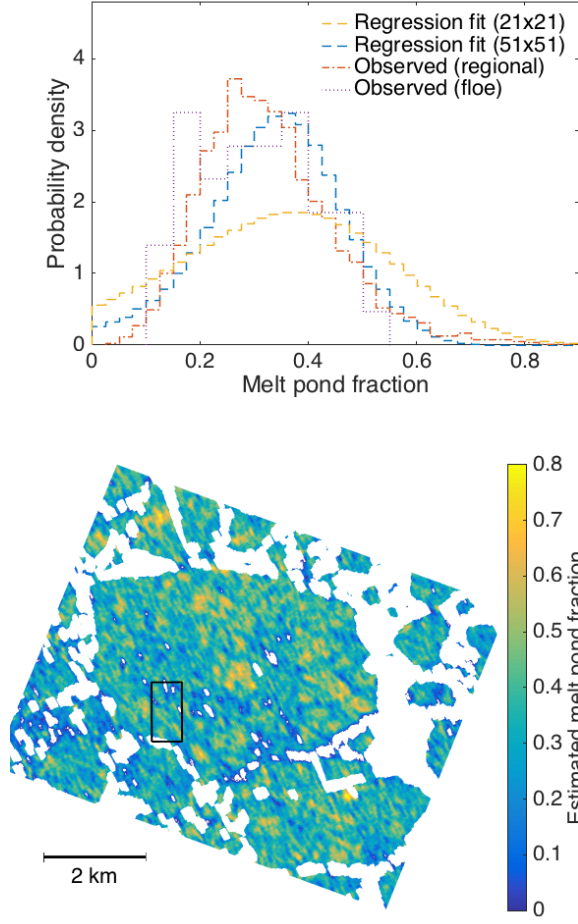 Regression fit (21x21)
Regression fit (51x51)
Observed (regional)
Observed (floe)
5
4
3
2
1
0
Probability density
0
0.2
0.4
0.6
0.8
Melt pond fraction
0.8
0.7
0.6
0.5
0.4
0.3
0.2
0.1
0
Estimated melt pond fraction
2 km